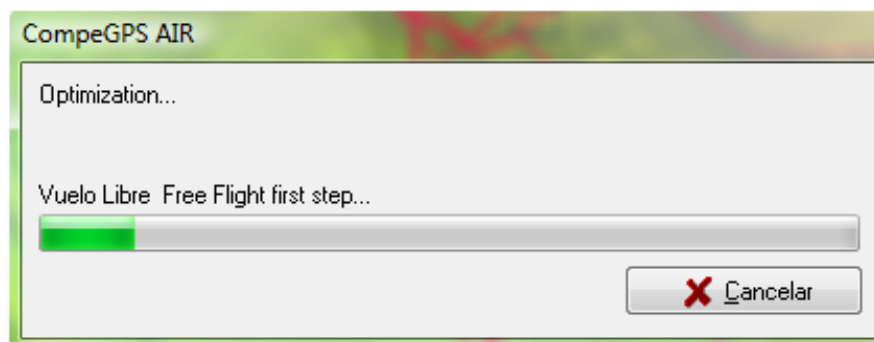 CompeGPS AIR
Optimization...
Vuelo Libre  Free Flight first step...
Cancelar